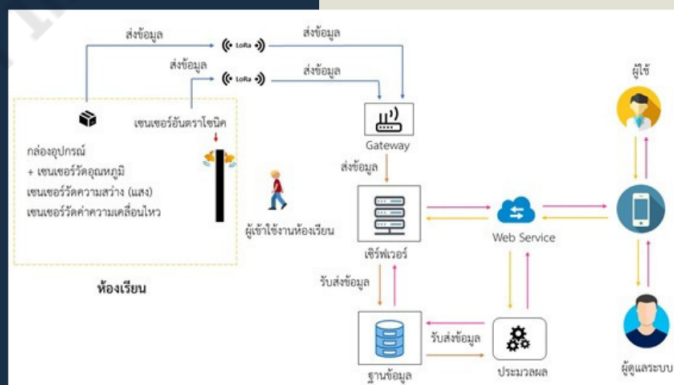 ส่งข้อมูล
LoRa
ส่งข้อมูล
ส่งข้อมูล
LoRa
ส่งข้อมูล
ผู้ใช้
เซนเซอร์อันตราโซนิค
Gateway
กล่องอุปกรณ์
+ เซนเซอร์วัดอุณหภูมิ
เซนเซอร์วัดความสว่าง (แสง)
เซนเซอร์วัดค่าความเคลื่อนไหว
ส่งข้อมูล
ผู้เข้าใช้งานห้องเรียน
เซิร์ฟเวอร์
Web Service
ห้องเรียน
รับส่งข้อมูล
รับส่งข้อมูล
ฐานข้อมูล
ประมวลผล
ผู้ดูแลระบบ